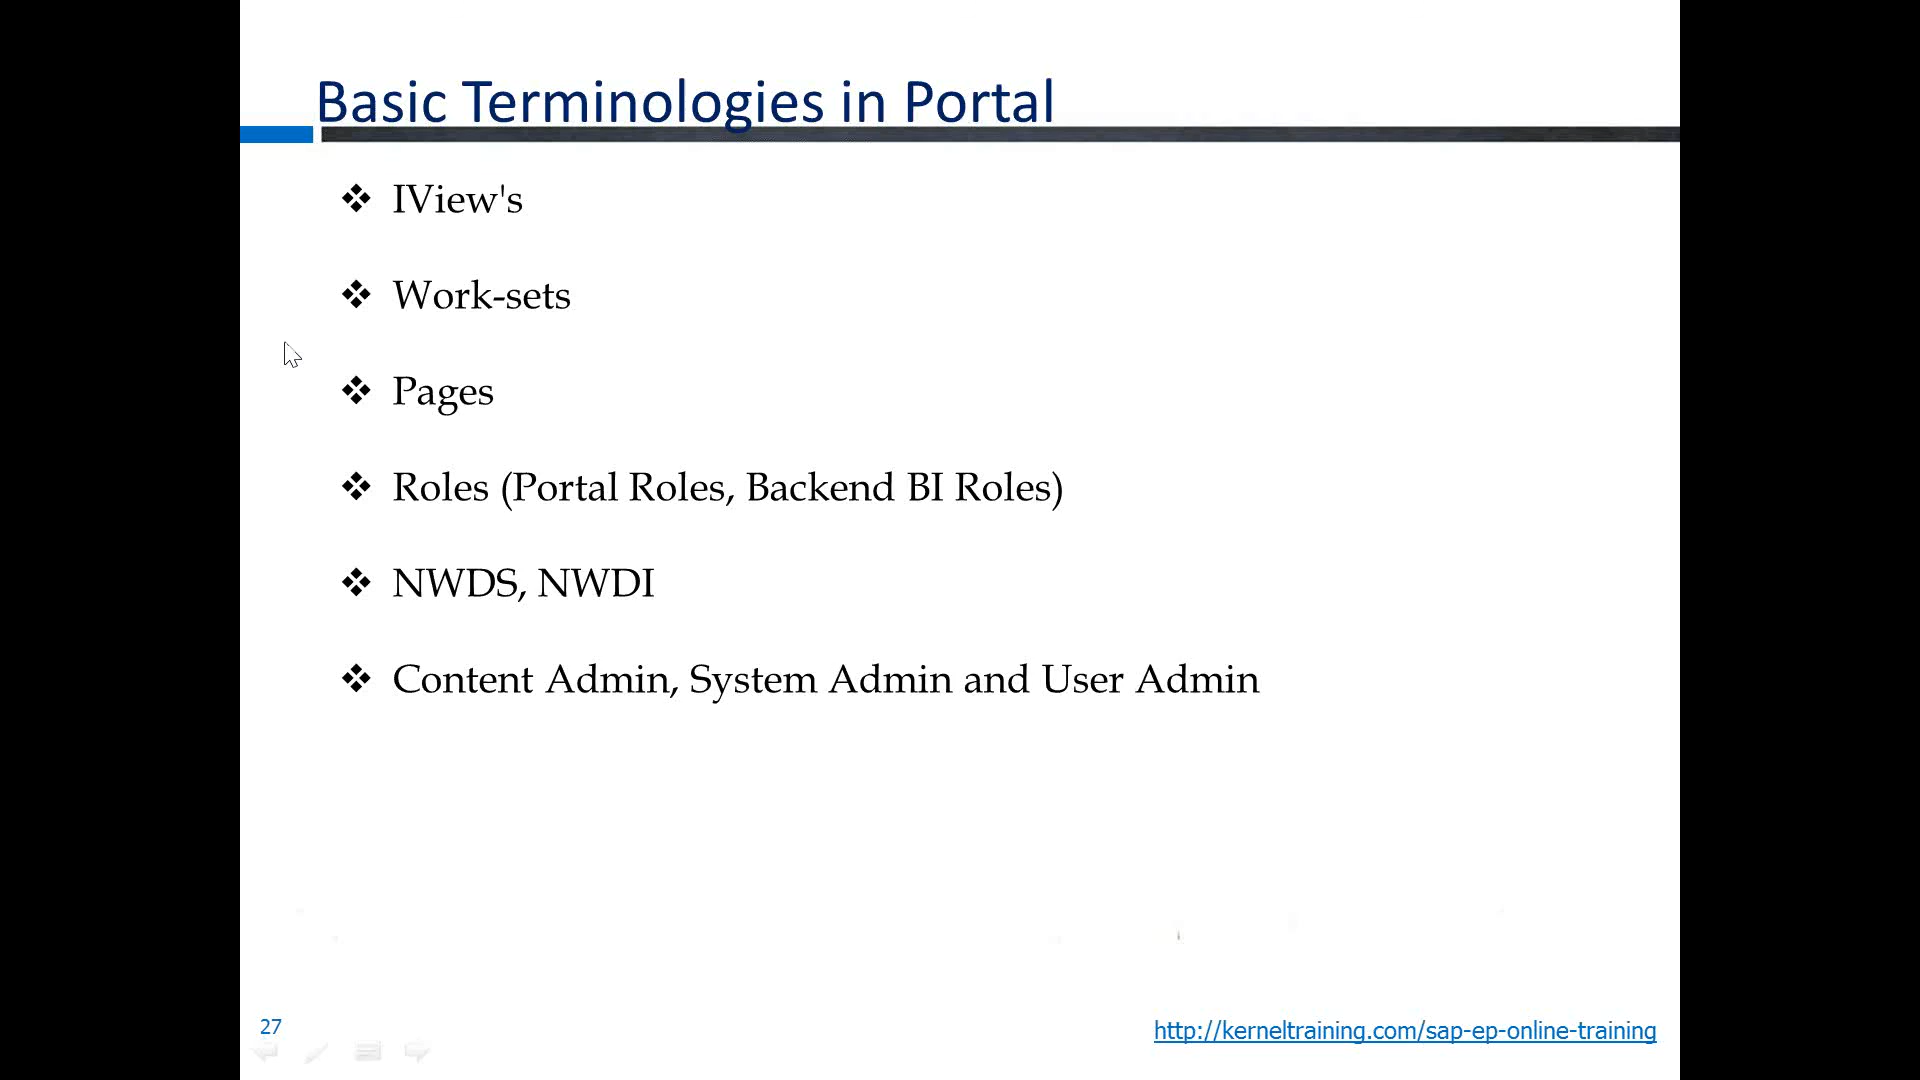 Basic Terminologies in Portal
IView's
Work-sets
Pages
Roles (Portal Roles, Backend BI Roles)
NWDS, NWDI
Content Admin, System Admin and User Admin
27
http://kerneltraining.com/sap-ep-online-training